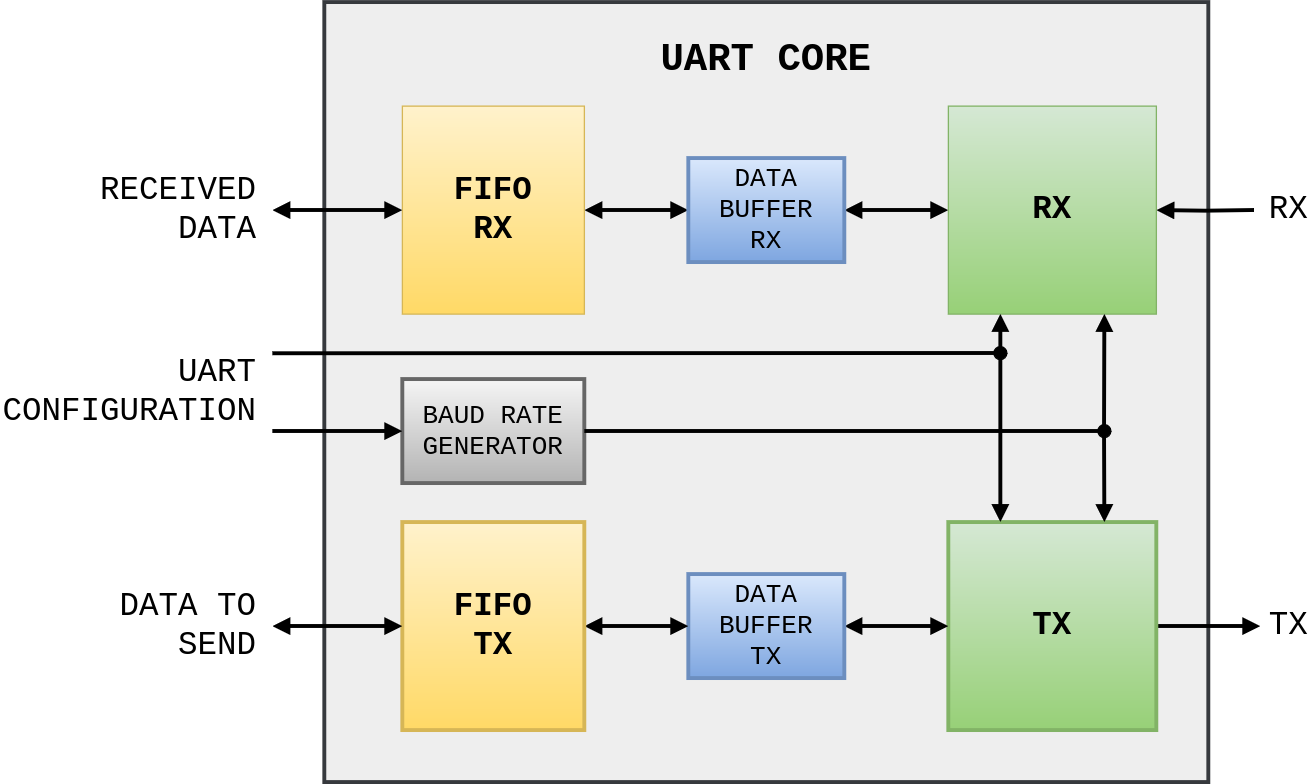 UART CORE
RECEIVED
DATA
FIFO
RX
DATA
BUFFER
RX
RX
RX
UART
CONFIGURATION
BAUD RATE
GENERATOR
DATA TO
SEND
FIFO
TX
DATA
BUFFER
TX
TX
TX